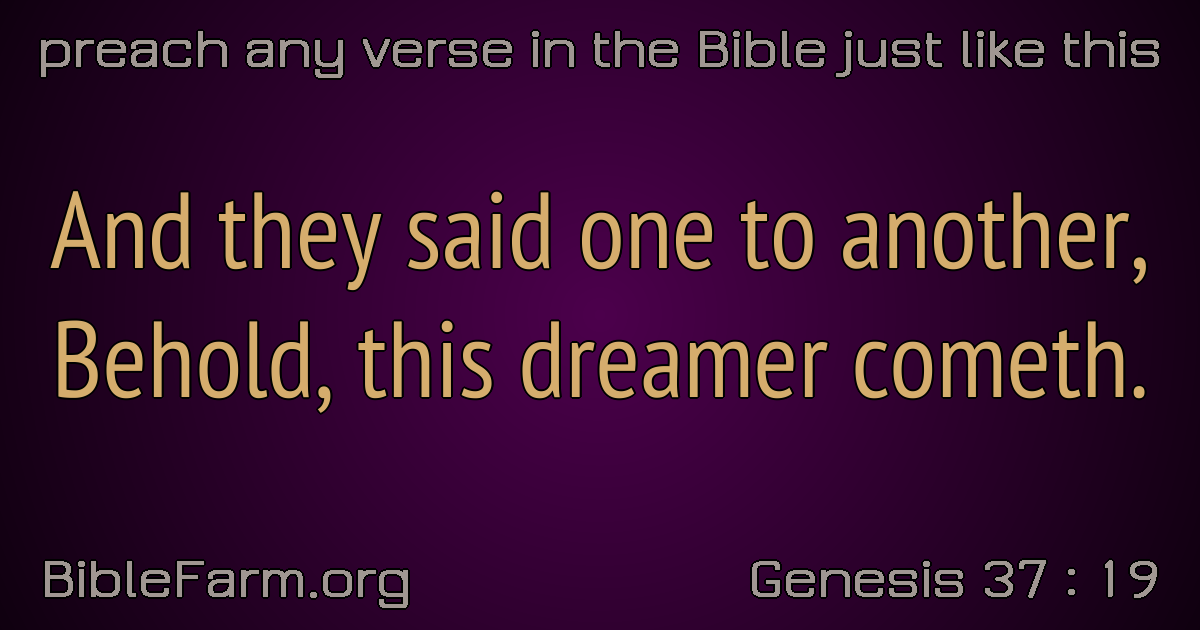 preach any verse in the Bible just like this
And they said one to another,
Behold, this dreamer cometh.
BibleFarm.org
Genesis 37 : 19